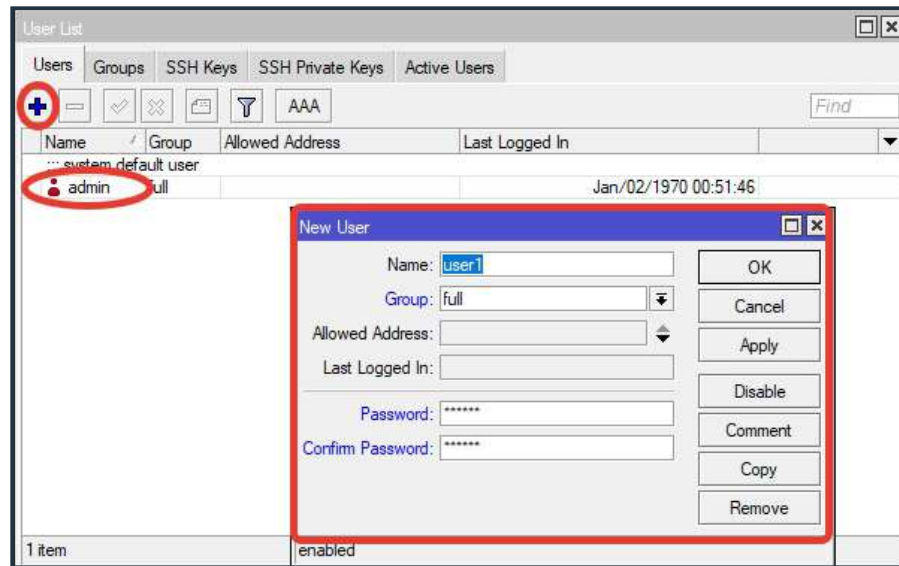 User List
Users Groups SSH Keys SSH Private Keys Active Users
AAA Find
Name Group Allowed Address Last Logged In
::: system default user
admin full Jan/02/1970 00:51:46
New User
Name: user1 OK
Group: full Cancel
Allowed Address: Apply
Last Logged In:
Disable
Password: ****** Comment
Confirm Password: ****** Copy
Remove
1 item enabled